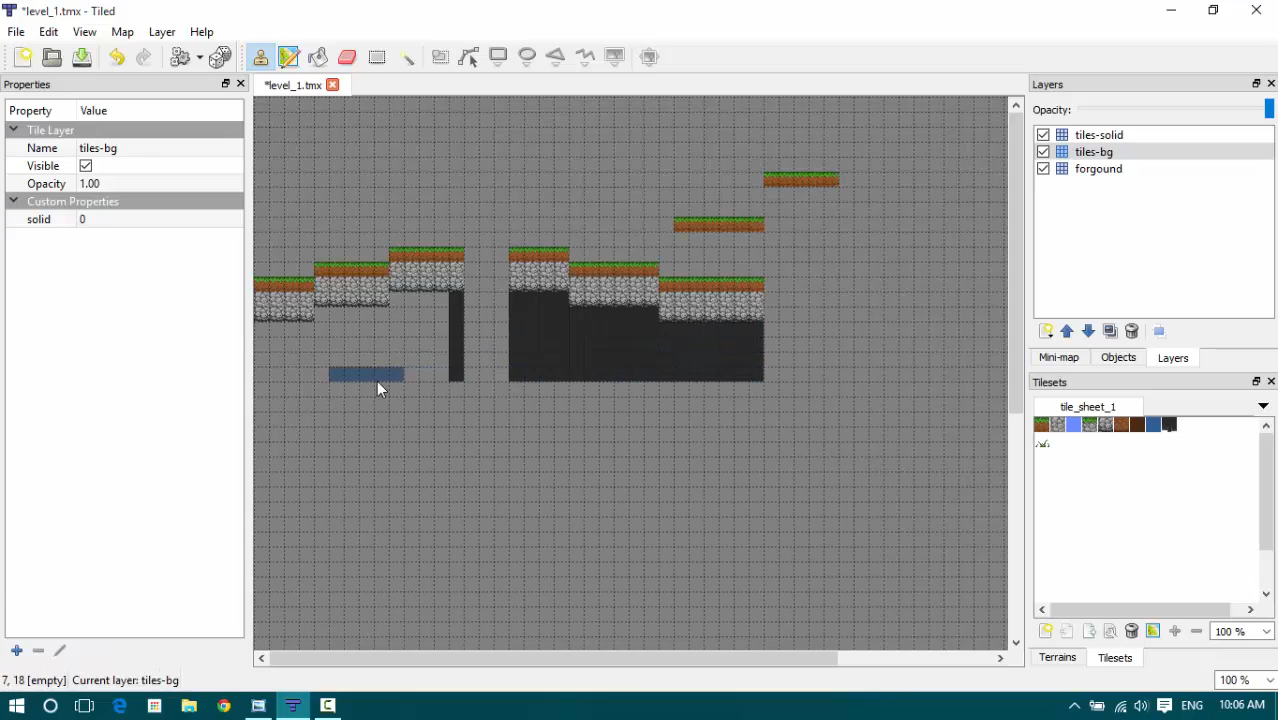 *level_1.tmx - Tiled
File Edit View Map Layer Help
Properties
*level_1.tmx
Layers
Property Value
Opacity:
Tile Layer
Name tiles-bg
Visible
Opacity 1.00
Custom Properties
solid 0
tiles-solid
tiles-bg
forgound
Mini-map Objects Layers
Tilesets
tile_sheet_1
100 %
Terrains Tilesets
7, 18 [empty] Current layer: tiles-bg
100 %
ENG 10:06 AM